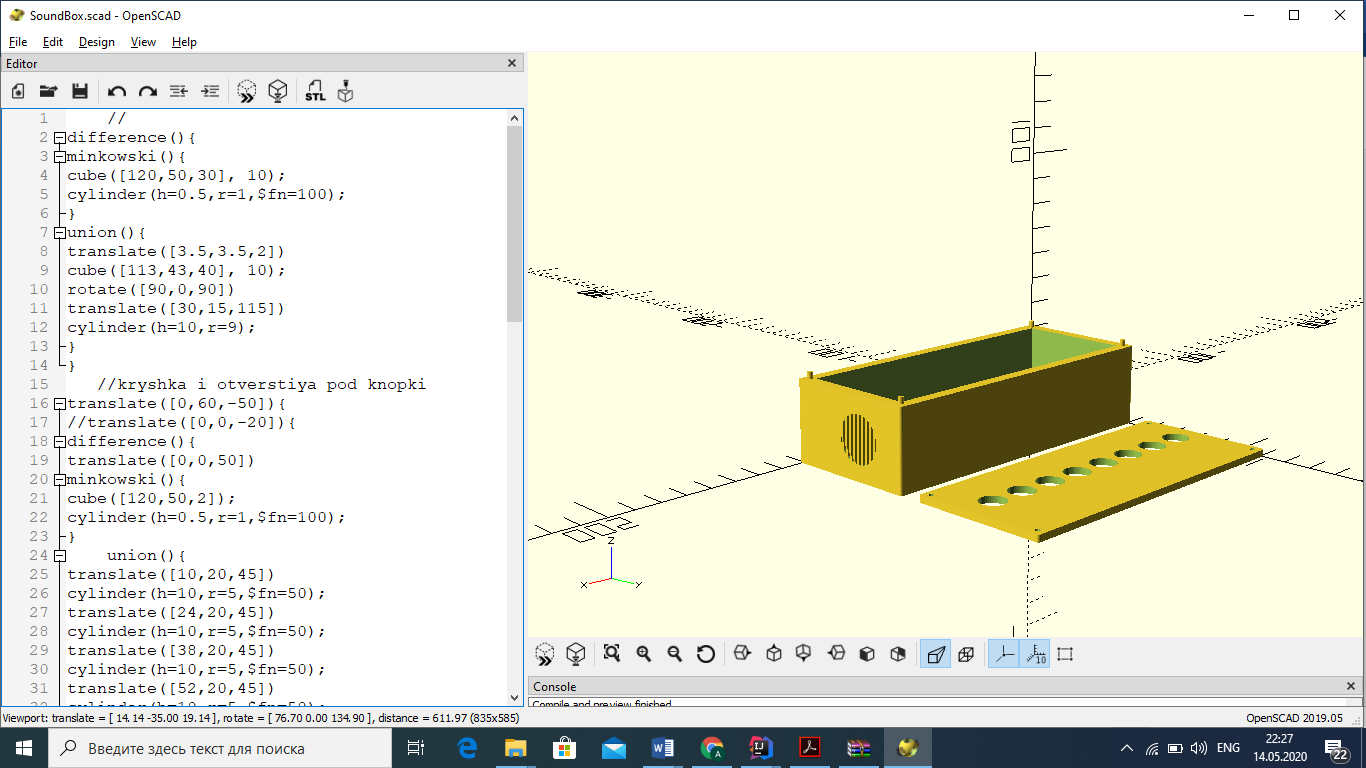 SoundBox.scad - OpenSCAD
File Edit Design View Help
Editor
STL
1 //
2 difference(){
3 minkowski(){
4 cube([120,50,30], 10);
5 cylinder(h=0.5,r=1,$fn=100);
6 }
7 union(){
8 translate([3.5,3.5,2])
9 cube([113,43,40], 10);
10 rotate([90,0,90])
11 translate([30,15,115])
12 cylinder(h=10,r=9);
13 }
14 }
15 //kryshka i otverstiya pod knopki
16 translate([0,60,-50]){
17 //translate([0,0,-20]){
18 difference(){
19 translate([0,0,50])
20 minkowski(){
21 cube([120,50,2]);
22 cylinder(h=0.5,r=1,$fn=100);
23 }
24 union(){
25 translate([10,20,45])
26 cylinder(h=10,r=5,$fn=50);
27 translate([24,20,45])
28 cylinder(h=10,r=5,$fn=50);
29 translate([38,20,45])
30 cylinder(h=10,r=5,$fn=50);
31 translate([52,20,45])
Z
X
Y
10
Console
Compile and preview finished.
Viewport: translate = [ 14.14 -35.00 19.14 ], rotate = [ 76.70 0.00 134.90 ], distance = 611.97 (835x585)
OpenSCAD 2019.05
Введите здесь текст для поиска
ENG
22:27
14.05.2020
22